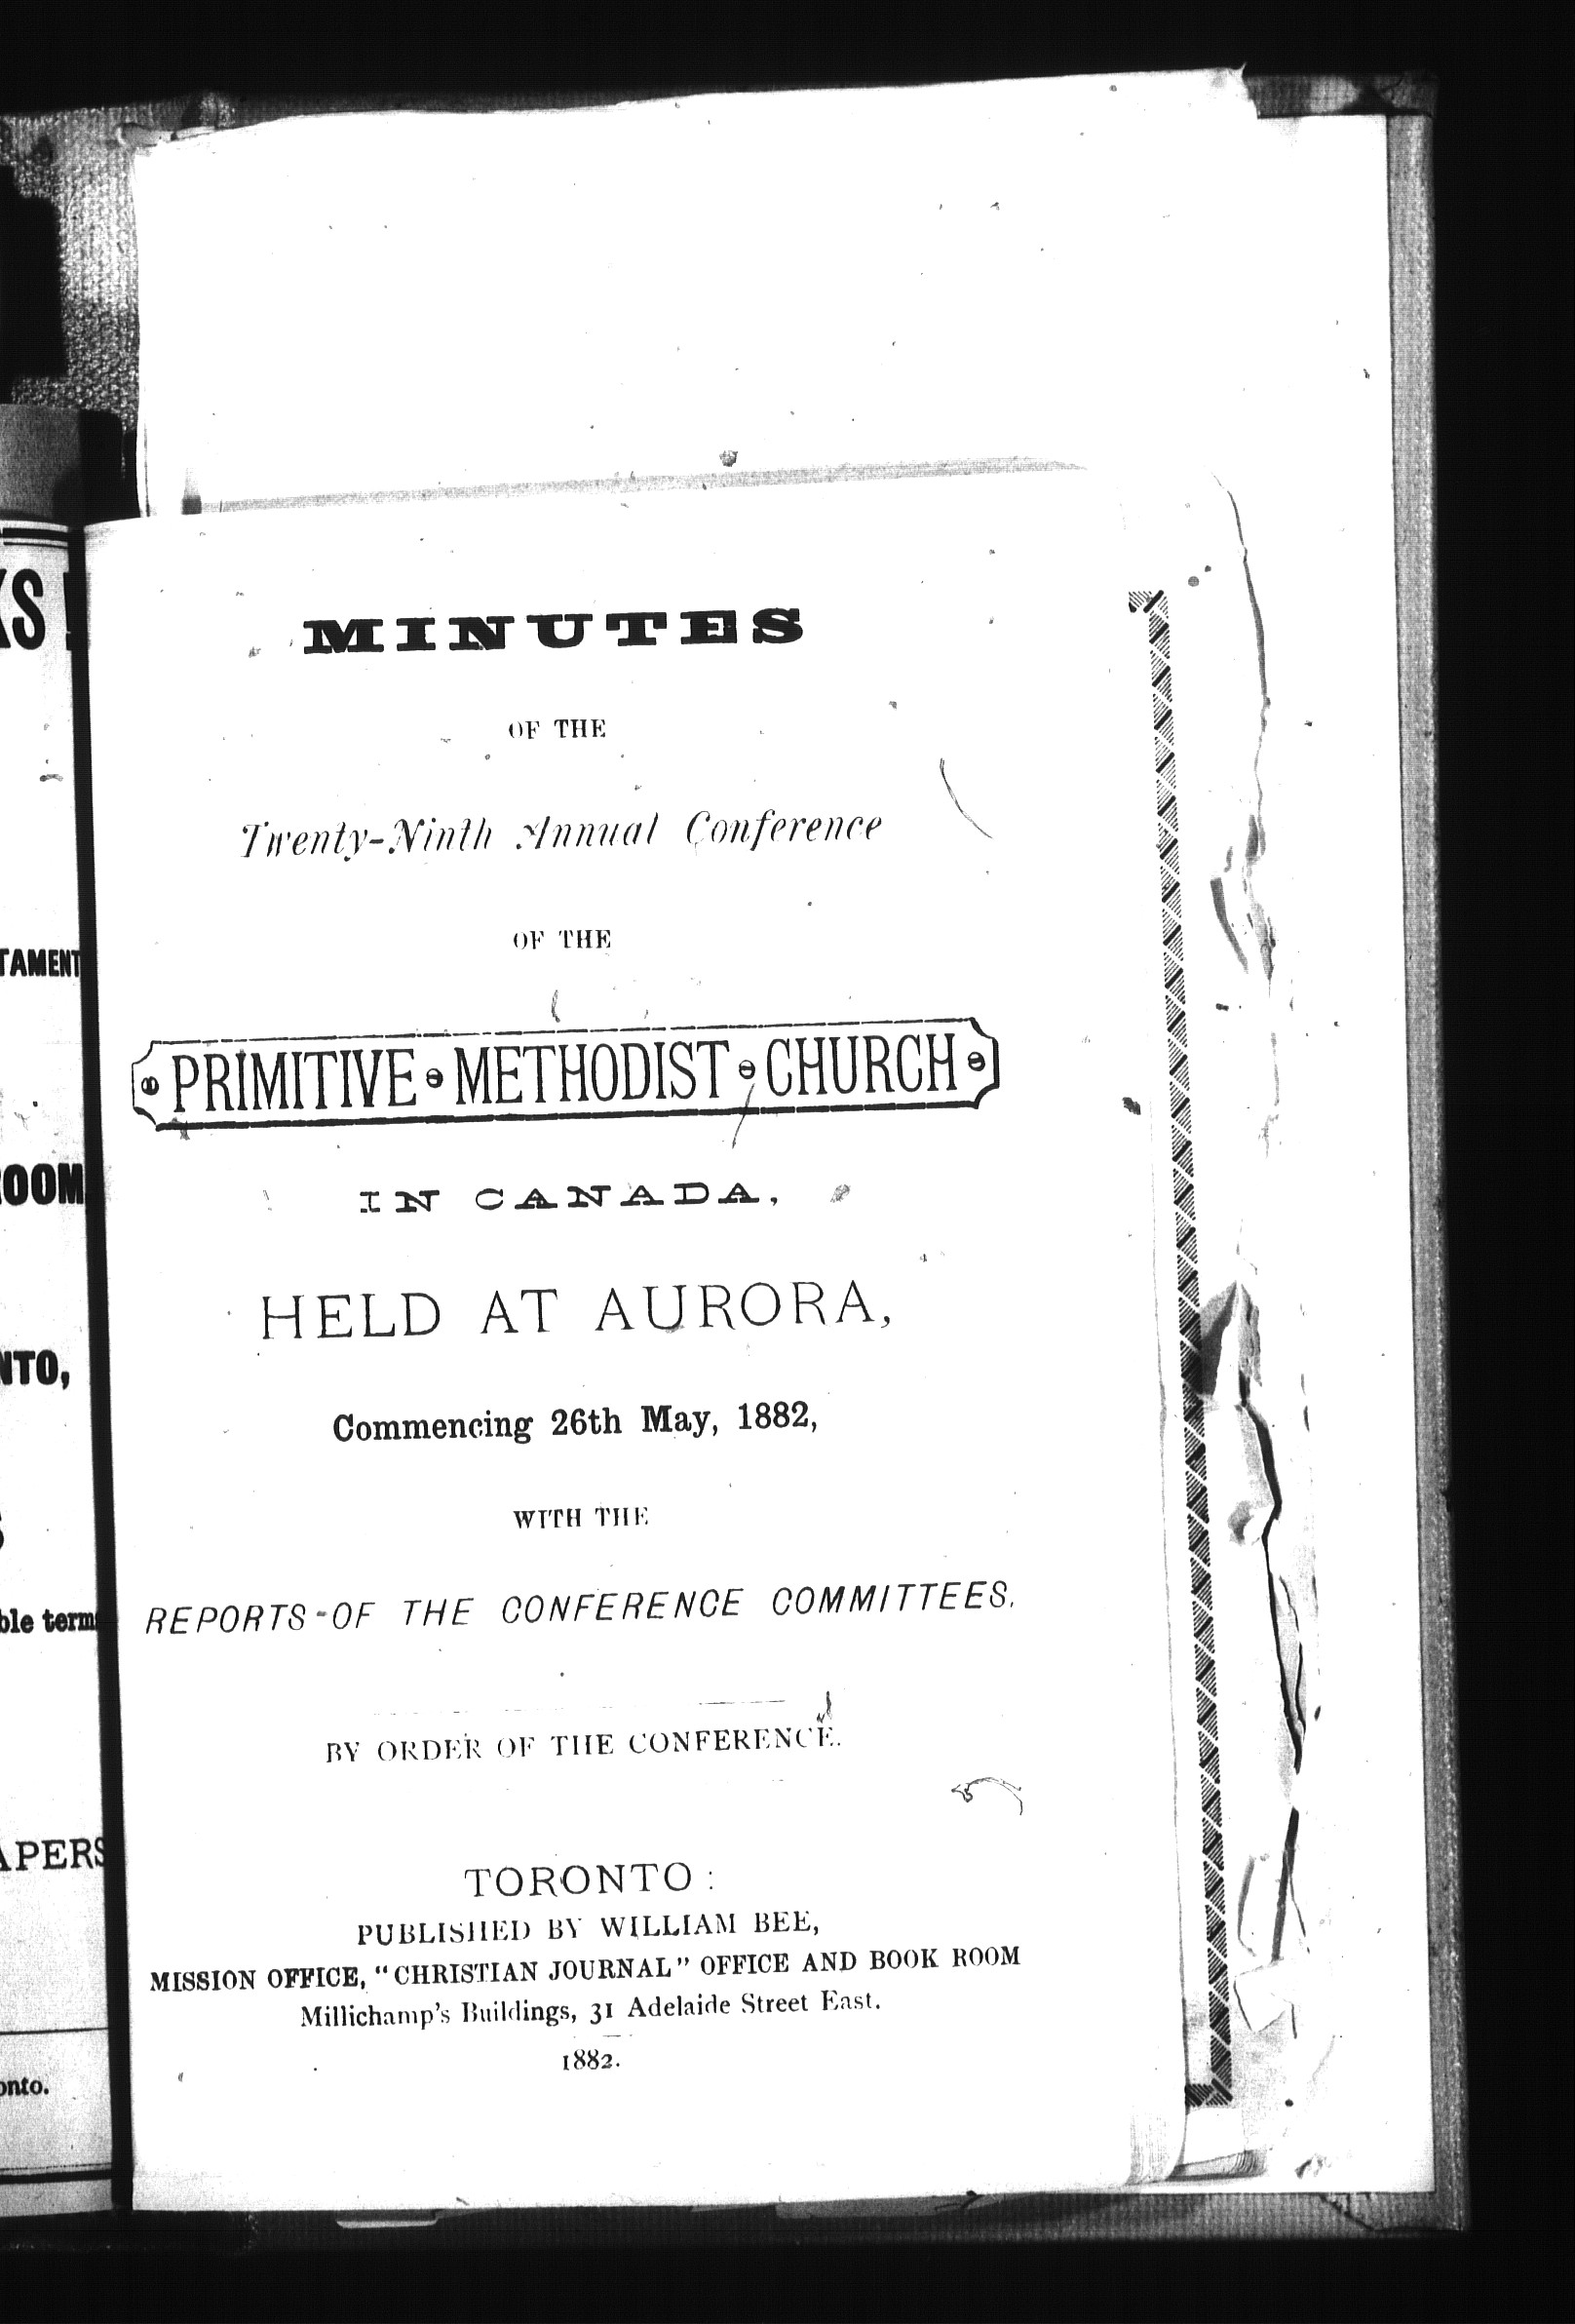 MINUTES
OF THE
Twenty-Ninth Annual Conference
OF THE
PRIMITIVE METHODIST CHURCH
IN CANADA,
HELD AT AURORA,
Commencing 26th May, 1882,
WITH THE
REPORTS OF THE CONFERENCE COMMITTEES.
BY ORDER OF THE CONFERENCE.
TORONTO:
PUBLISHED BY WILLIAM BEE,
MISSION OFFICE, "CHRISTIAN JOURNAL" OFFICE AND BOOK ROOM
Millichamp's Buildings, 31 Adelaide Street East.
1882.